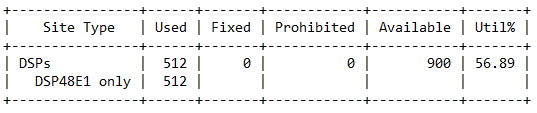 +----------------+------+-------+------------+-----------+-------+
|    Site Type   | Used | Fixed | Prohibited | Available | Util% |
+----------------+------+-------+------------+-----------+-------+
| DSPs           |  512 |     0 |          0 |       900 | 56.89 |
|   DSP48E1 only |  512 |       |            |           |       |
+----------------+------+-------+------------+-----------+-------+